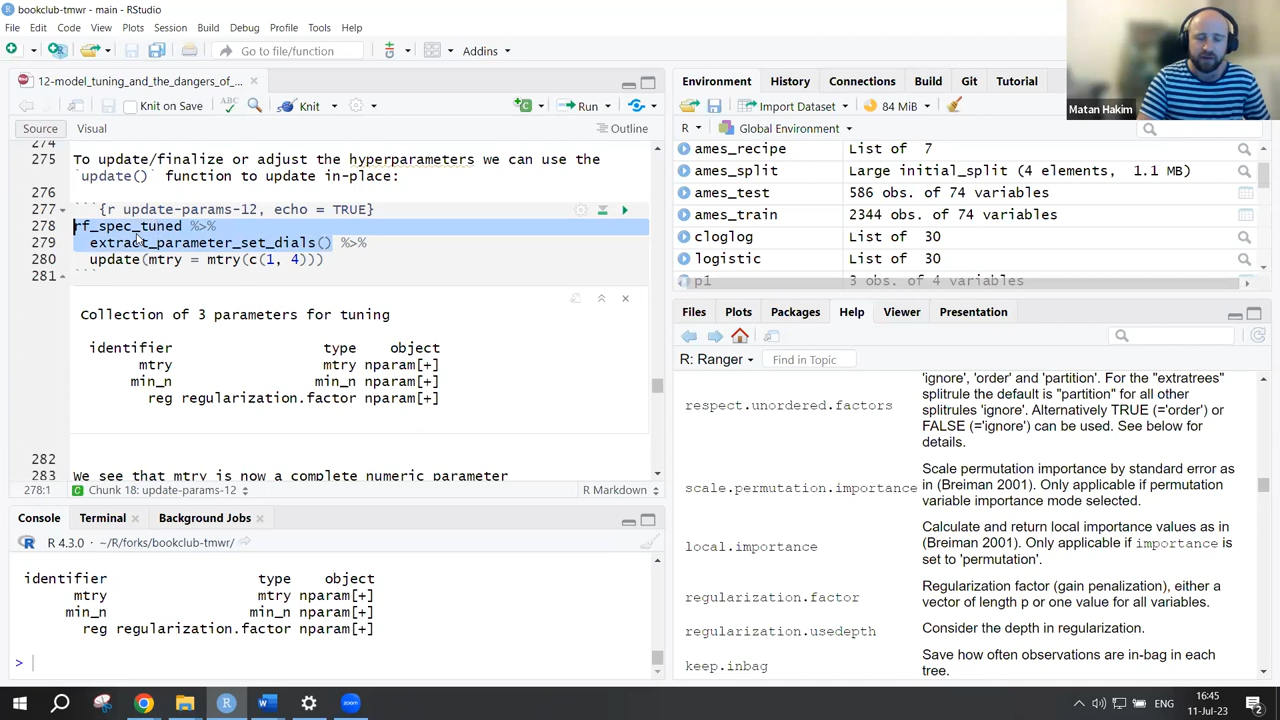 bookclub-tmwr - main - RStudio
File Edit Code View Plots Session Build Debug Profile Tools Help
Go to file/function
Addins
12-model_tuning_and_the_dangers_of_...
Knit on Save
Knit
Run
Source Visual
Outline
274
275 To update/finalize or adjust the hyperparameters we can use the
`update()` function to update in-place:
276
277 ```{r update-params-12, echo = TRUE}
278 rf_spec_tuned %>%
279 extract_parameter_set_dials() %>%
280 update(mtry = mtry(c(1, 4)))
281 ```
Collection of 3 parameters for tuning
identifier type object
mtry mtry nparam[+]
min_n min_n nparam[+]
reg regularization.factor nparam[+]
282
283 We see that mtry is now a complete numeric parameter
278:1 Chunk 18: update-params-12 R Markdown
Console Terminal Background Jobs
R 4.3.0 · ~/R/forks/bookclub-tmwr/
identifier type object
mtry mtry nparam[+]
min_n min_n nparam[+]
reg regularization.factor nparam[+]
>
Environment History Connections Build Git Tutorial
Import Dataset 84 MiB
R Global Environment
ames_recipe List of 7
ames_split Large initial_split (4 elements, 1.1 MB)
ames_test 586 obs. of 74 variables
ames_train 2344 obs. of 74 variables
cloglog List of 30
logistic List of 30
p1 3 obs. of 4 variables
Files Plots Packages Help Viewer Presentation
R: Ranger Find in Topic
respect.unordered.factors
'ignore', 'order' and 'partition'. For the "extratrees"
splitrule the default is "partition" for all other
splitrules 'ignore'. Alternatively TRUE (='order') or
FALSE (='ignore') can be used. See below for
details.
scale.permutation.importance
Scale permutation importance by standard error as
in (Breiman 2001). Only applicable if permutation
variable importance mode selected.
local.importance
Calculate and return local importance values as in
(Breiman 2001). Only applicable if importance is
set to 'permutation'.
regularization.factor
Regularization factor (gain penalization), either a
vector of length p or one value for all variables.
regularization.usedepth
Consider the depth in regularization.
keep.inbag
Save how often observations are in-bag in each
tree.
Matan Hakim
ENG
16:45
11-Jul-23
2